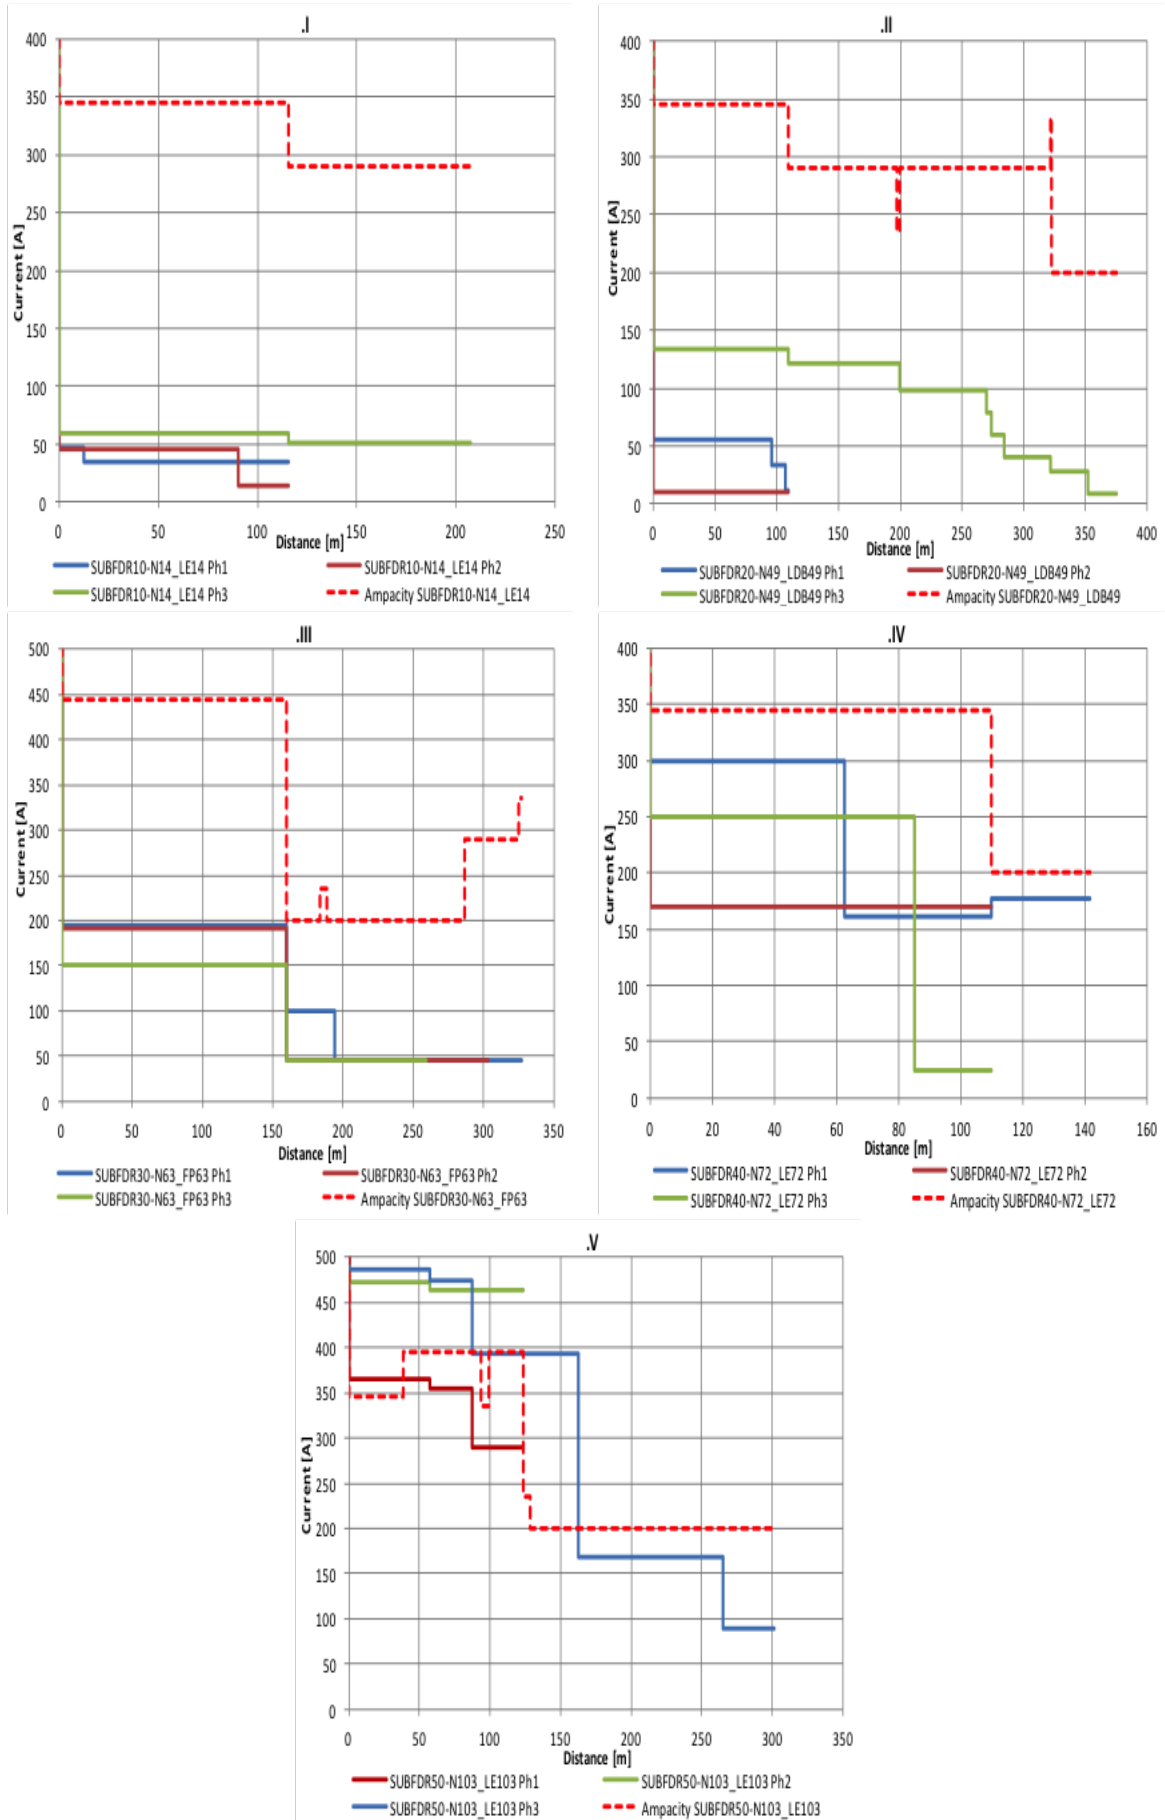 .I
400
350
300
250
200
150
100
50
0
Current [A]
0 50 100 150 200 250
Distance [m]
SUBFDR10-N14_LE14 Ph1 SUBFDR10-N14_LE14 Ph2
SUBFDR10-N14_LE14 Ph3 Ampacity SUBFDR10-N14_LE14
.II
400
350
300
250
200
150
100
50
0
Current [A]
0 50 100 150 200 250 300 350 400
Distance [m]
SUBFDR20-N49_LDB49 Ph1 SUBFDR20-N49_LDB49 Ph2
SUBFDR20-N49_LDB49 Ph3 Ampacity SUBFDR20-N49_LDB49
.III
500
450
400
350
300
250
200
150
100
50
0
Current [A]
0 50 100 150 200 250 300 350
Distance [m]
SUBFDR30-N63_FP63 Ph1 SUBFDR30-N63_FP63 Ph2
SUBFDR30-N63_FP63 Ph3 Ampacity SUBFDR30-N63_FP63
.IV
400
350
300
250
200
150
100
50
0
Current [A]
0 20 40 60 80 100 120 140 160
Distance [m]
SUBFDR40-N72_LE72 Ph1 SUBFDR40-N72_LE72 Ph2
SUBFDR40-N72_LE72 Ph3 Ampacity SUBFDR40-N72_LE72
.V
500
450
400
350
300
250
200
150
100
50
0
Current [A]
0 50 100 150 200 250 300 350
Distance [m]
SUBFDR50-N103_LE103 Ph1 SUBFDR50-N103_LE103 Ph2
SUBFDR50-N103_LE103 Ph3 Ampacity SUBFDR50-N103_LE103